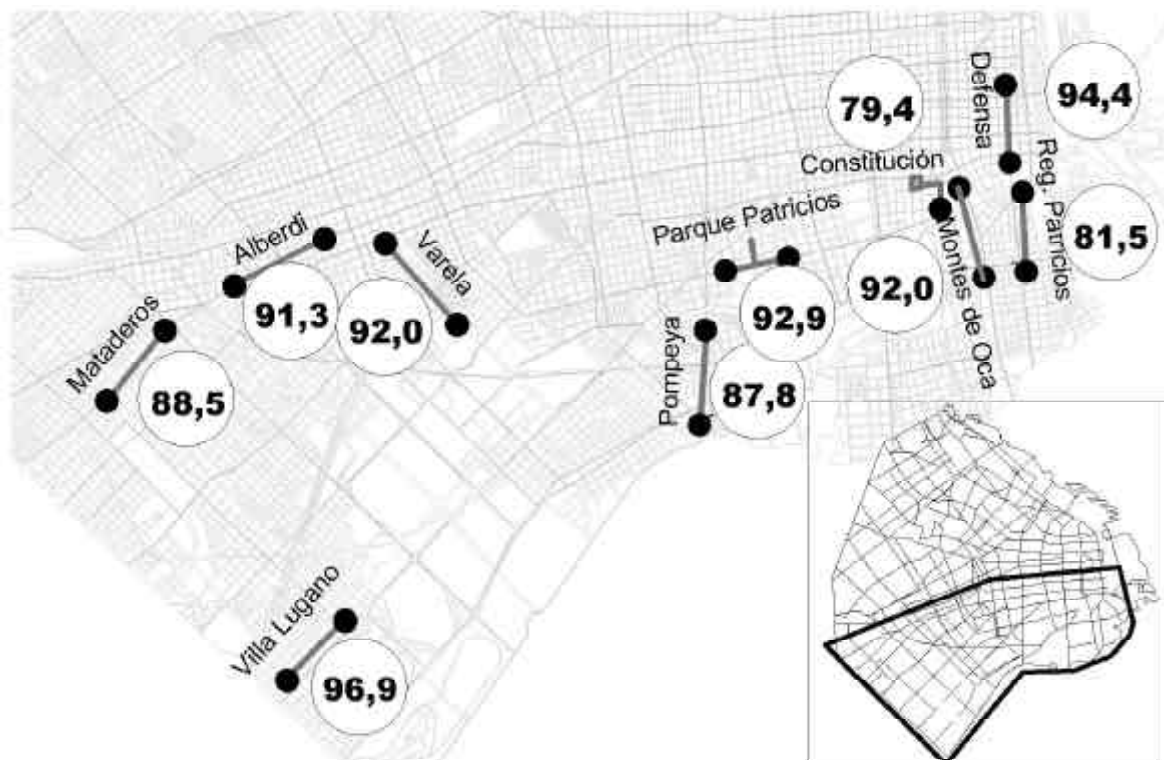 Defensa
94,4
79,4
Constitución
Reg. Patricios
81,5
Parque Patricios
92,9
92,0
Montes de Oca
Alberdi
91,3
Varela
92,0
Mataderos
88,5
Pompeya
87,8
Villa Lugano
96,9